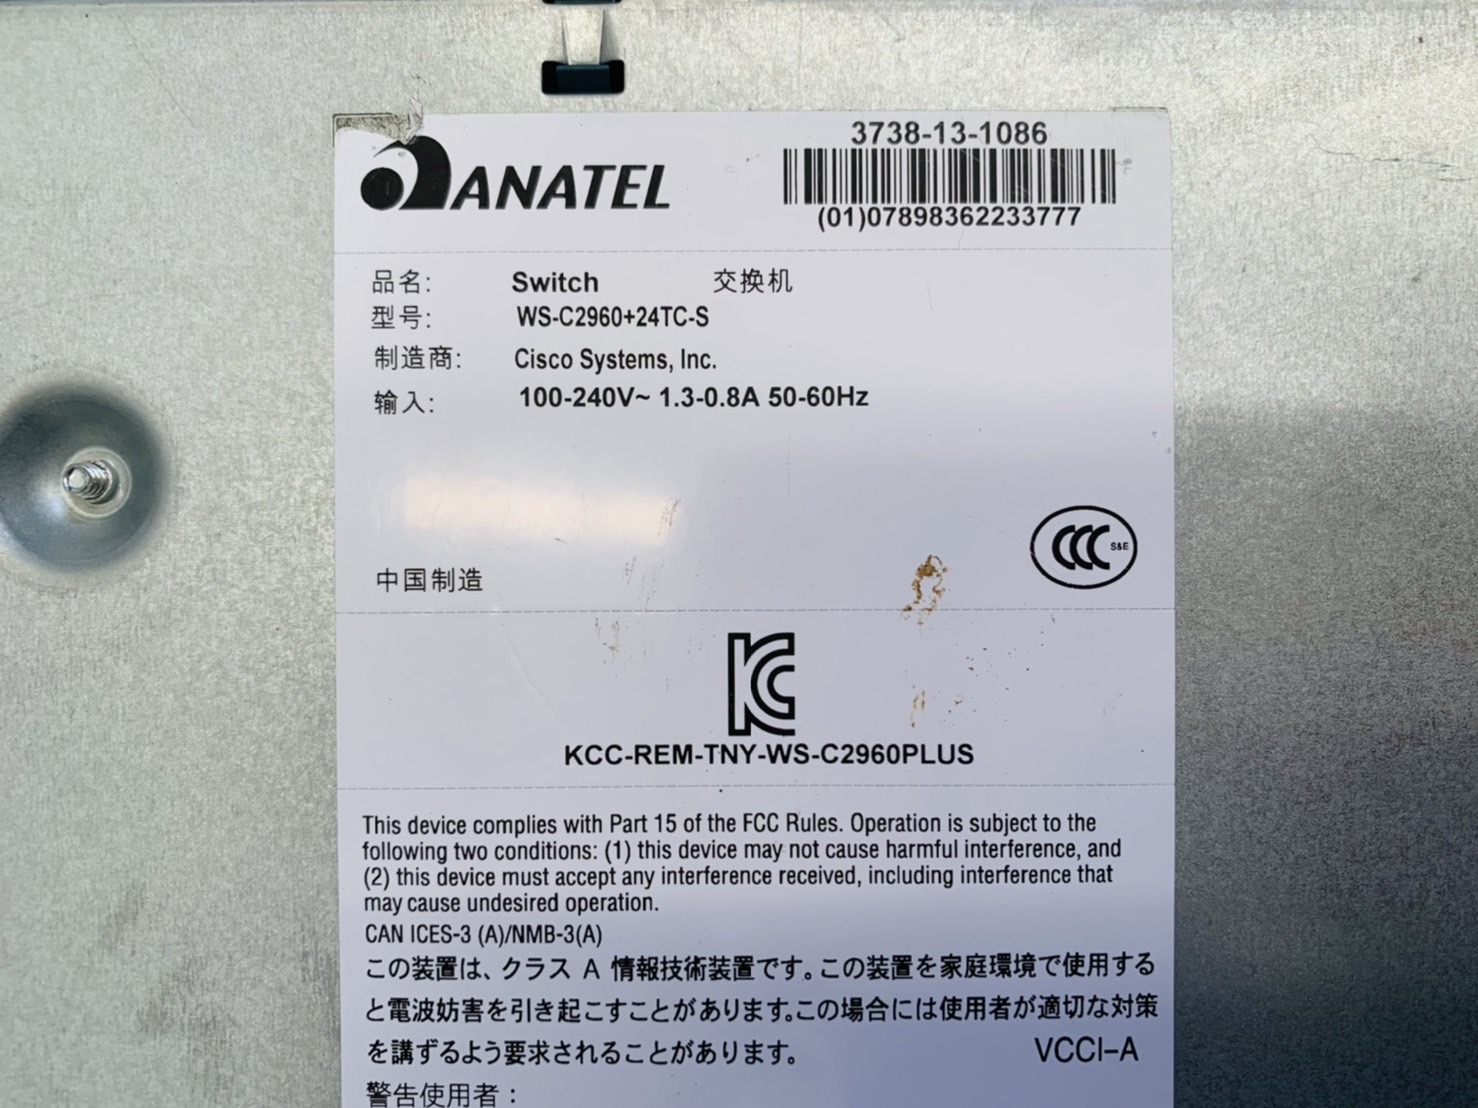 ANATEL
3738-13-1086
(01)07898362233777
品名: Switch 交换机
型号: WS-C2960+24TC-S
制造商: Cisco Systems, Inc.
输入: 100-240V~ 1.3-0.8A 50-60Hz
CCC S&E
中国制造
KC
KCC-REM-TNY-WS-C2960PLUS
This device complies with Part 15 of the FCC Rules. Operation is subject to the
following two conditions: (1) this device may not cause harmful interference, and
(2) this device must accept any interference received, including interference that
may cause undesired operation.
CAN ICES-3 (A)/NMB-3(A)
この装置は、クラス A 情報技術装置です。この装置を家庭環境で使用する
と電波妨害を引き起こすことがあります。この場合には使用者が適切な対策
を講ずるよう要求されることがあります。 VCCI-A
警告使用者：